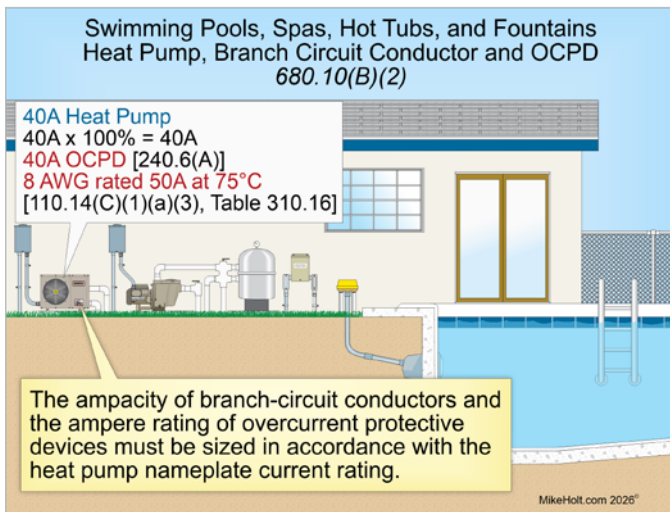 Swimming Pools, Spas, Hot Tubs, and Fountains
Heat Pump, Branch Circuit Conductor and OCPD
680.10(B)(2)
40A Heat Pump
40A x 100% = 40A
40A OCPD [240.6(A)]
8 AWG rated 50A at 75°C
[110.14(C)(1)(a)(3), Table 310.16]
The ampacity of branch-circuit conductors and
the ampere rating of overcurrent protective
devices must be sized in accordance with the
heat pump nameplate current rating.
MikeHolt.com 2026©